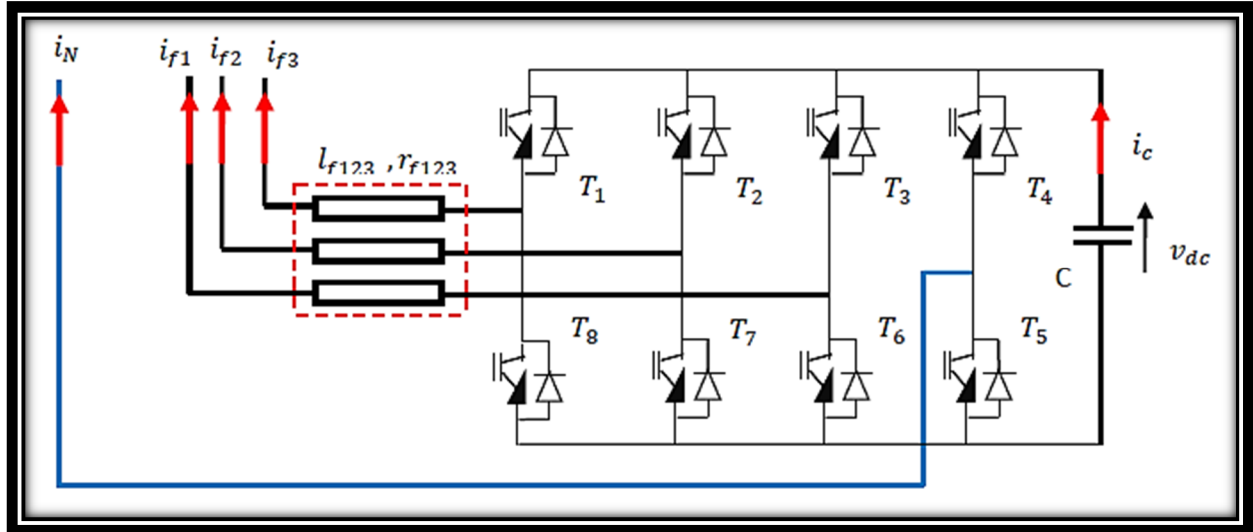 i_N i_f1 i_f2 i_f3
l_f123 , r_f123
i_c
T_1 T_2 T_3 T_4
v_dc
C
T_8 T_7 T_6 T_5